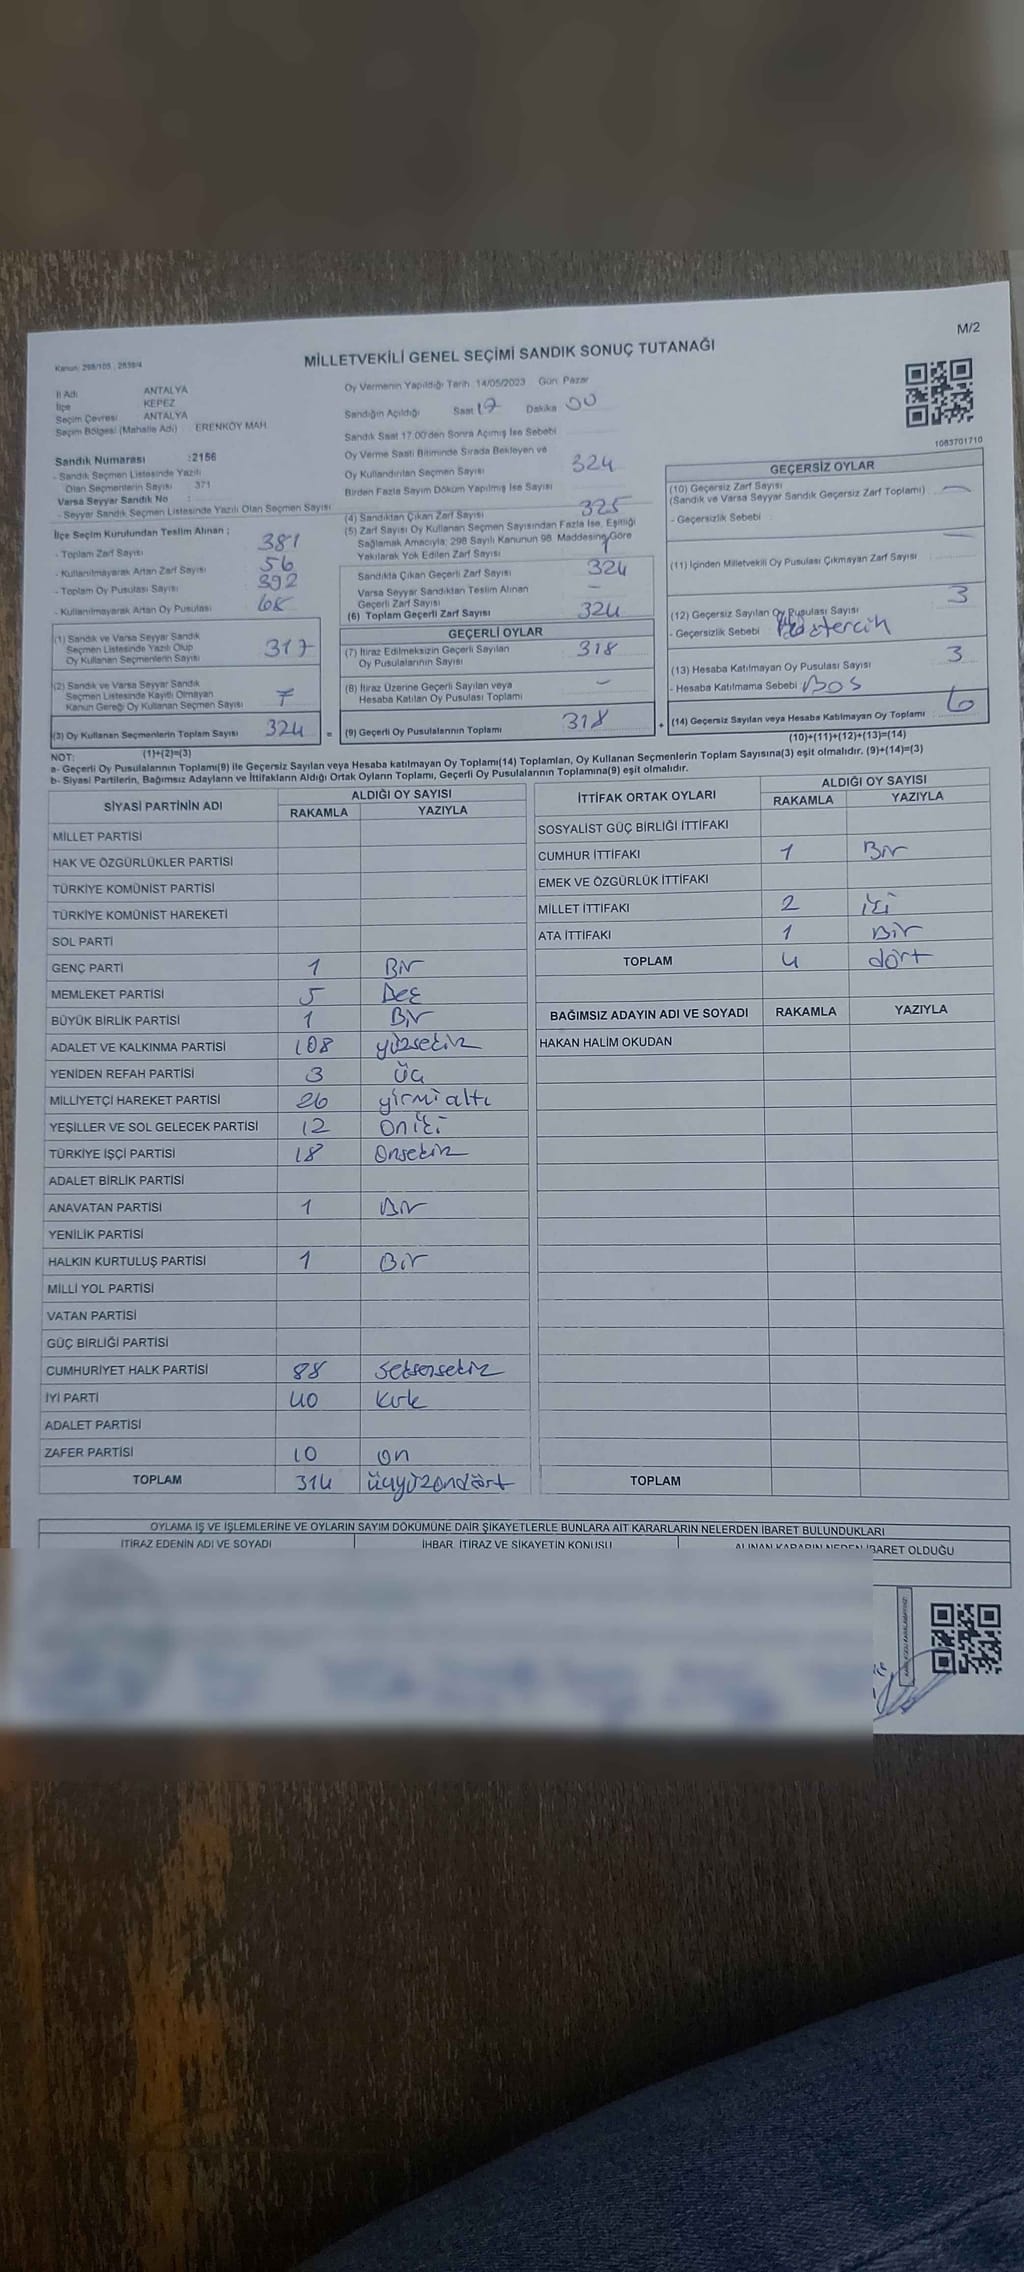 M/2
Kanun: 298/105 , 2839/4
MİLLETVEKİLİ GENEL SEÇİMİ SANDIK SONUÇ TUTANAĞI
İl Adı ANTALYA
İlçe KEPEZ
Seçim Çevresi ANTALYA
Seçim Bölgesi (Mahalle Adı) ERENKÖY MAH
Sandık Numarası :2156
- Sandık Seçmen Listesinde Yazılı
Olan Seçmenlerin Sayısı 371
Varsa Seyyar Sandık No :
- Seyyar Sandık Seçmen Listesinde Yazılı Olan Seçmen Sayısı
İlçe Seçim Kurulundan Teslim Alınan ;
- Toplam Zarf Sayısı 381
- Kullanılmayarak Artan Zarf Sayısı 56
- Toplam Oy Pusulası Sayısı 392
- Kullanılmayarak Artan Oy Pusulası 68
(1) Sandık ve Varsa Seyyar Sandık
Seçmen Listesinde Yazılı Olup
Oy Kullanan Seçmenlerin Sayısı 317
(2) Sandık ve Varsa Seyyar Sandık
Seçmen Listesinde Kayıtlı Olmayan
Kanun Gereği Oy Kullanan Seçmen Sayısı 7
(3) Oy Kullanan Seçmenlerin Toplam Sayısı 324
(1)+(2)=(3)
Oy Vermenin Yapıldığı Tarih: 14/05/2023 Gün: Pazar
Sandığın Açıldığı Saat 17 Dakika 00
Sandık Saat 17.00'den Sonra Açılmış İse Sebebi
Oy Verme Saati Bitiminde Sırada Bekleyen ve
Oy Kullandırılan Seçmen Sayısı 324
Birden Fazla Sayım Döküm Yapılmış İse Sayısı
(4) Sandıktan Çıkan Zarf Sayısı 325
(5) Zarf Sayısı Oy Kullanan Seçmen Sayısından Fazla İse, Eşitliği
Sağlamak Amacıyla; 298 Sayılı Kanunun 98. Maddesine Göre
Yakılarak Yok Edilen Zarf Sayısı 1
Sandıkta Çıkan Geçerli Zarf Sayısı 324
Varsa Seyyar Sandıktan Teslim Alınan
Geçerli Zarf Sayısı –
(6) Toplam Geçerli Zarf Sayısı 324
GEÇERLİ OYLAR
(7) İtiraz Edilmeksizin Geçerli Sayılan
Oy Pusulalarının Sayısı 318
(8) İtiraz Üzerine Geçerli Sayılan veya
Hesaba Katılan Oy Pusulası Toplamı –
= (9) Geçerli Oy Pusulalarının Toplamı 318 +
1083701710
GEÇERSİZ OYLAR
(10) Geçersiz Zarf Sayısı –
(Sandık ve Varsa Seyyar Sandık Geçersiz Zarf Toplamı)
- Geçersizlik Sebebi
(11) İçinden Milletvekili Oy Pusulası Çıkmayan Zarf Sayısı –
(12) Geçersiz Sayılan Oy Pusulası Sayısı 3
- Geçersizlik Sebebi
(13) Hesaba Katılmayan Oy Pusulası Sayısı 3
- Hesaba Katılmama Sebebi Boş
(14) Geçersiz Sayılan veya Hesaba Katılmayan Oy Toplamı 6
(10)+(11)+(12)+(13)=(14)
NOT:
a- Geçerli Oy Pusulalarının Toplamı(9) ile Geçersiz Sayılan veya Hesaba katılmayan Oy Toplamı(14) Toplamları, Oy Kullanan Seçmenlerin Toplam Sayısına(3) eşit olmalıdır. (9)+(14)=(3)
b- Siyasi Partilerin, Bağımsız Adayların ve İttifakların Aldığı Ortak Oyların Toplamı, Geçerli Oy Pusulalarının Toplamına(9) eşit olmalıdır.
SİYASİ PARTİNİN ADI ALDIĞI OY SAYISI
RAKAMLA YAZIYLA
MİLLET PARTİSİ
HAK VE ÖZGÜRLÜKLER PARTİSİ
TÜRKİYE KOMÜNİST PARTİSİ
TÜRKİYE KOMÜNİST HAREKETİ
SOL PARTİ
GENÇ PARTİ 1 Bir
MEMLEKET PARTİSİ 5 Beş
BÜYÜK BİRLİK PARTİSİ 1 Bir
ADALET VE KALKINMA PARTİSİ 108 yüzsekiz
YENİDEN REFAH PARTİSİ 3 Üç
MİLLİYETÇİ HAREKET PARTİSİ 26 yirmialtı
YEŞİLLER VE SOL GELECEK PARTİSİ 12 Oniki
TÜRKİYE İŞÇİ PARTİSİ 18 Onsekiz
ADALET BİRLİK PARTİSİ
ANAVATAN PARTİSİ 1 Bir
YENİLİK PARTİSİ
HALKIN KURTULUŞ PARTİSİ 1 Bir
MİLLİ YOL PARTİSİ
VATAN PARTİSİ
GÜÇ BİRLİĞİ PARTİSİ
CUMHURİYET HALK PARTİSİ 88 seksensekiz
İYİ PARTİ 40 kırk
ADALET PARTİSİ
ZAFER PARTİSİ 10 on
TOPLAM 314 üçyüzondört
İTTİFAK ORTAK OYLARI ALDIĞI OY SAYISI
RAKAMLA YAZIYLA
SOSYALİST GÜÇ BİRLİĞİ İTTİFAKI
CUMHUR İTTİFAKI 1 Bir
EMEK VE ÖZGÜRLÜK İTTİFAKI
MİLLET İTTİFAKI 2 iki
ATA İTTİFAKI 1 Bir
TOPLAM 4 dört
BAĞIMSIZ ADAYIN ADI VE SOYADI RAKAMLA YAZIYLA
HAKAN HALİM OKUDAN
TOPLAM
OYLAMA İŞ VE İŞLEMLERİNE VE OYLARIN SAYIM DÖKÜMÜNE DAİR ŞİKAYETLERLE BUNLARA AİT KARARLARIN NELERDEN İBARET BULUNDUKLARI
İTİRAZ EDENİN ADI VE SOYADI İHBAR, İTİRAZ VE ŞİKAYETİN KONUSU ALINAN KARARIN NEDEN İBARET OLDUĞU